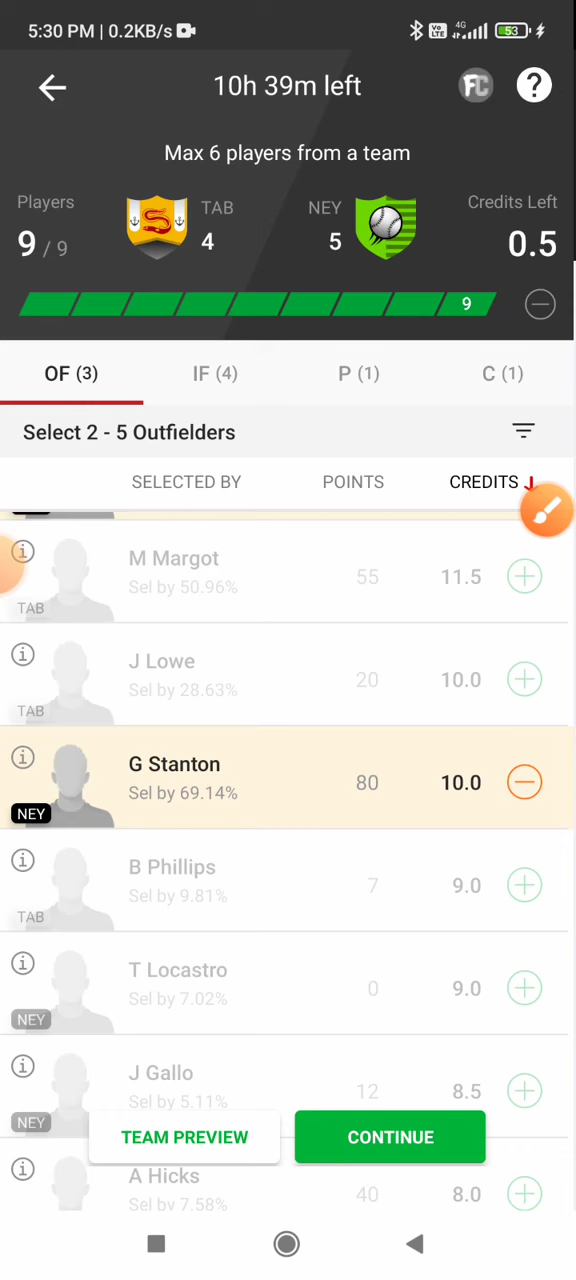 5:30 PM | 0.2KB/s
4G
53
10h 39m left
FC
?
Max 6 players from a team
Players
9 / 9
TAB
4
NEY
5
Credits Left
0.5
9
OF (3)
IF (4)
P (1)
C (1)
Select 2 - 5 Outfielders
SELECTED BY
POINTS
CREDITS
M Margot
Sel by 50.96%
TAB
55
11.5
J Lowe
Sel by 28.63%
TAB
20
10.0
G Stanton
Sel by 69.14%
NEY
80
10.0
B Phillips
Sel by 9.81%
TAB
7
9.0
T Locastro
Sel by 7.02%
NEY
0
9.0
J Gallo
Sel by 5.11%
NEY
12
8.5
TEAM PREVIEW
CONTINUE
A Hicks
Sel by 7.58%
40
8.0